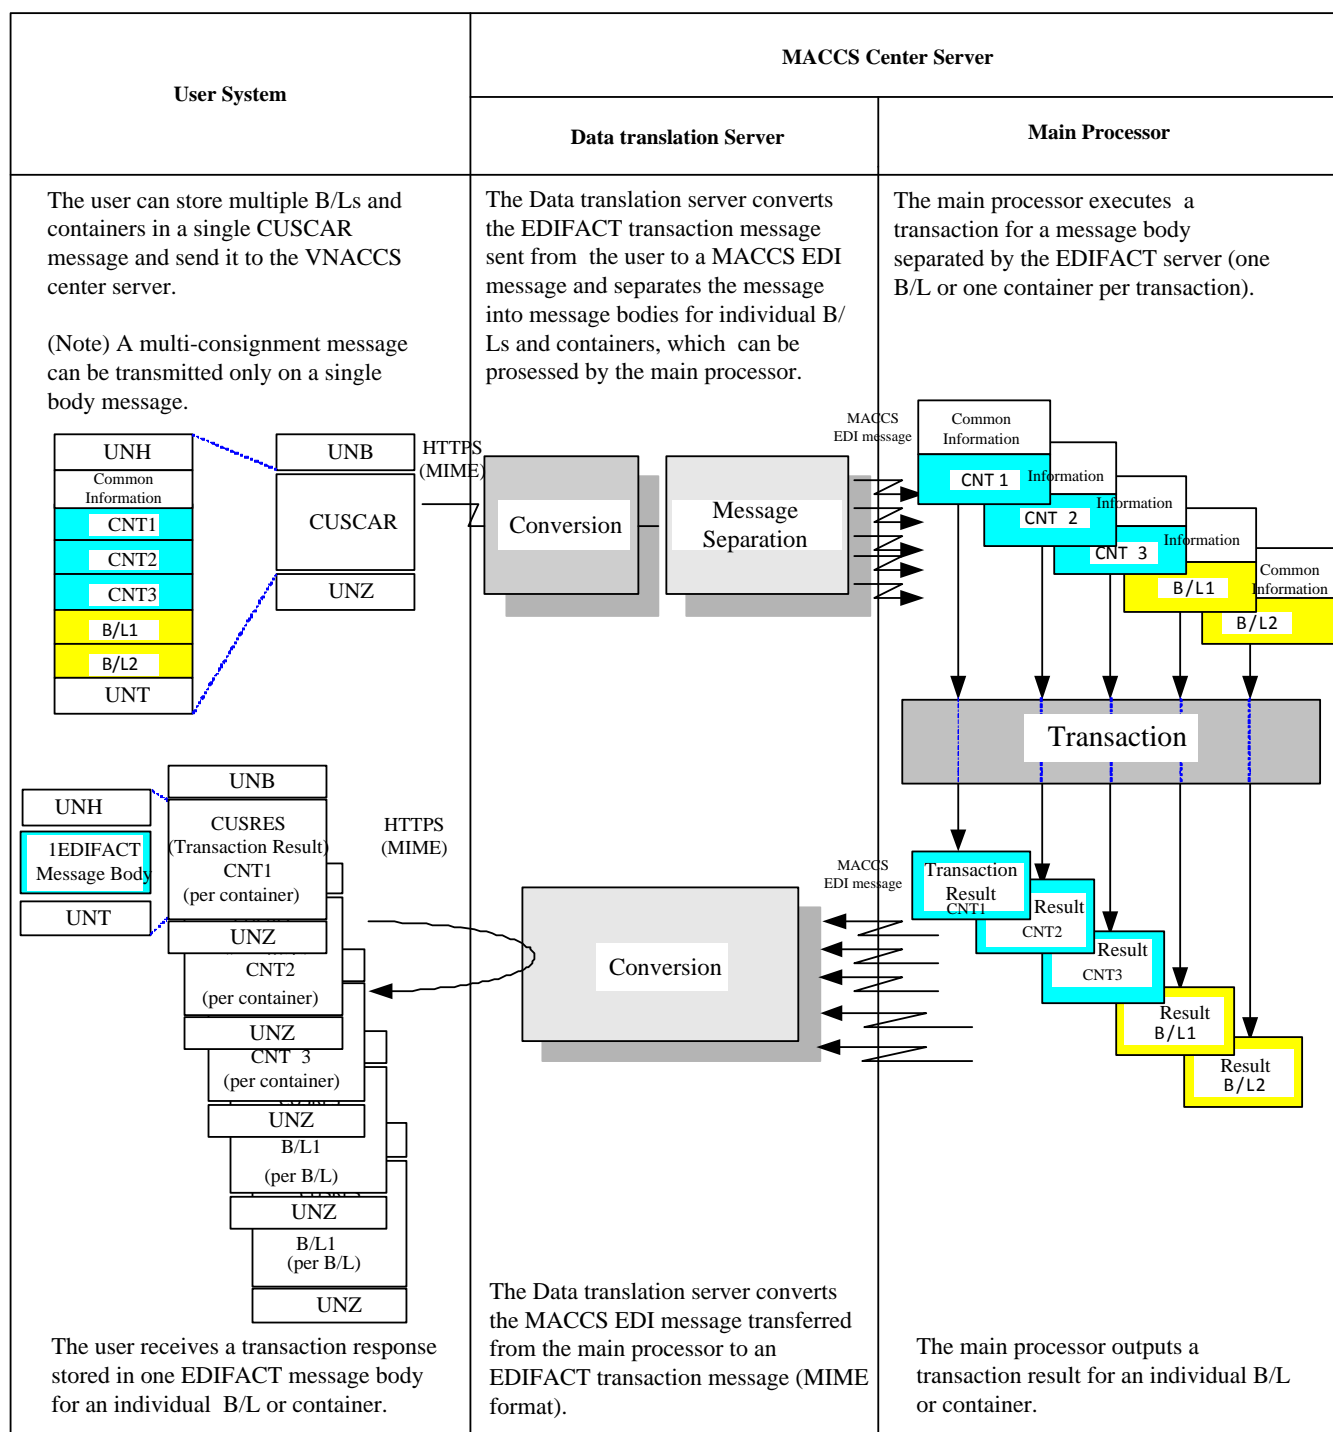 User System
MACCS Center Server
Data translation Server
Main Processor
The user can store multiple B/Ls and
containers in a single CUSCAR
message and send it to the VNACCS
center server.
(Note) A multi-consignment message
can be transmitted only on a single
body message.
The Data translation server converts
the EDIFACT transaction message
sent from the user to a MACCS EDI
message and separates the message
into message bodies for individual B/
Ls and containers, which can be
prosessed by the main processor.
The main processor executes a
transaction for a message body
separated by the EDIFACT server (one
B/L or one container per transaction).
UNH
Common
Information
CNT1
CNT2
CNT3
B/L1
B/L2
UNT
UNB
CUSCAR
UNZ
HTTPS
(MIME)
Conversion
Message
Separation
MACCS
EDI message
Common
Information
CNT 1
Information
CNT 2
Information
CNT 3
Information
B/L1
Common
Information
B/L2
Transaction
UNH
1EDIFACT
Message Body
UNT
UNB
CUSRES
(Transaction Result)
CNT1
(per container)
UNZ
CNT2
(per container)
UNZ
CNT 3
(per container)
UNZ
B/L1
(per B/L)
UNZ
B/L1
(per B/L)
UNZ
HTTPS
(MIME)
Conversion
MACCS
EDI message
Transaction
Result
CNT1
Result
CNT2
Result
CNT3
Result
B/L1
Result
B/L2
The user receives a transaction response
stored in one EDIFACT message body
for an individual B/L or container.
The Data translation server converts
the MACCS EDI message transferred
from the main processor to an
EDIFACT transaction message (MIME
format).
The main processor outputs a
transaction result for an individual B/L
or container.